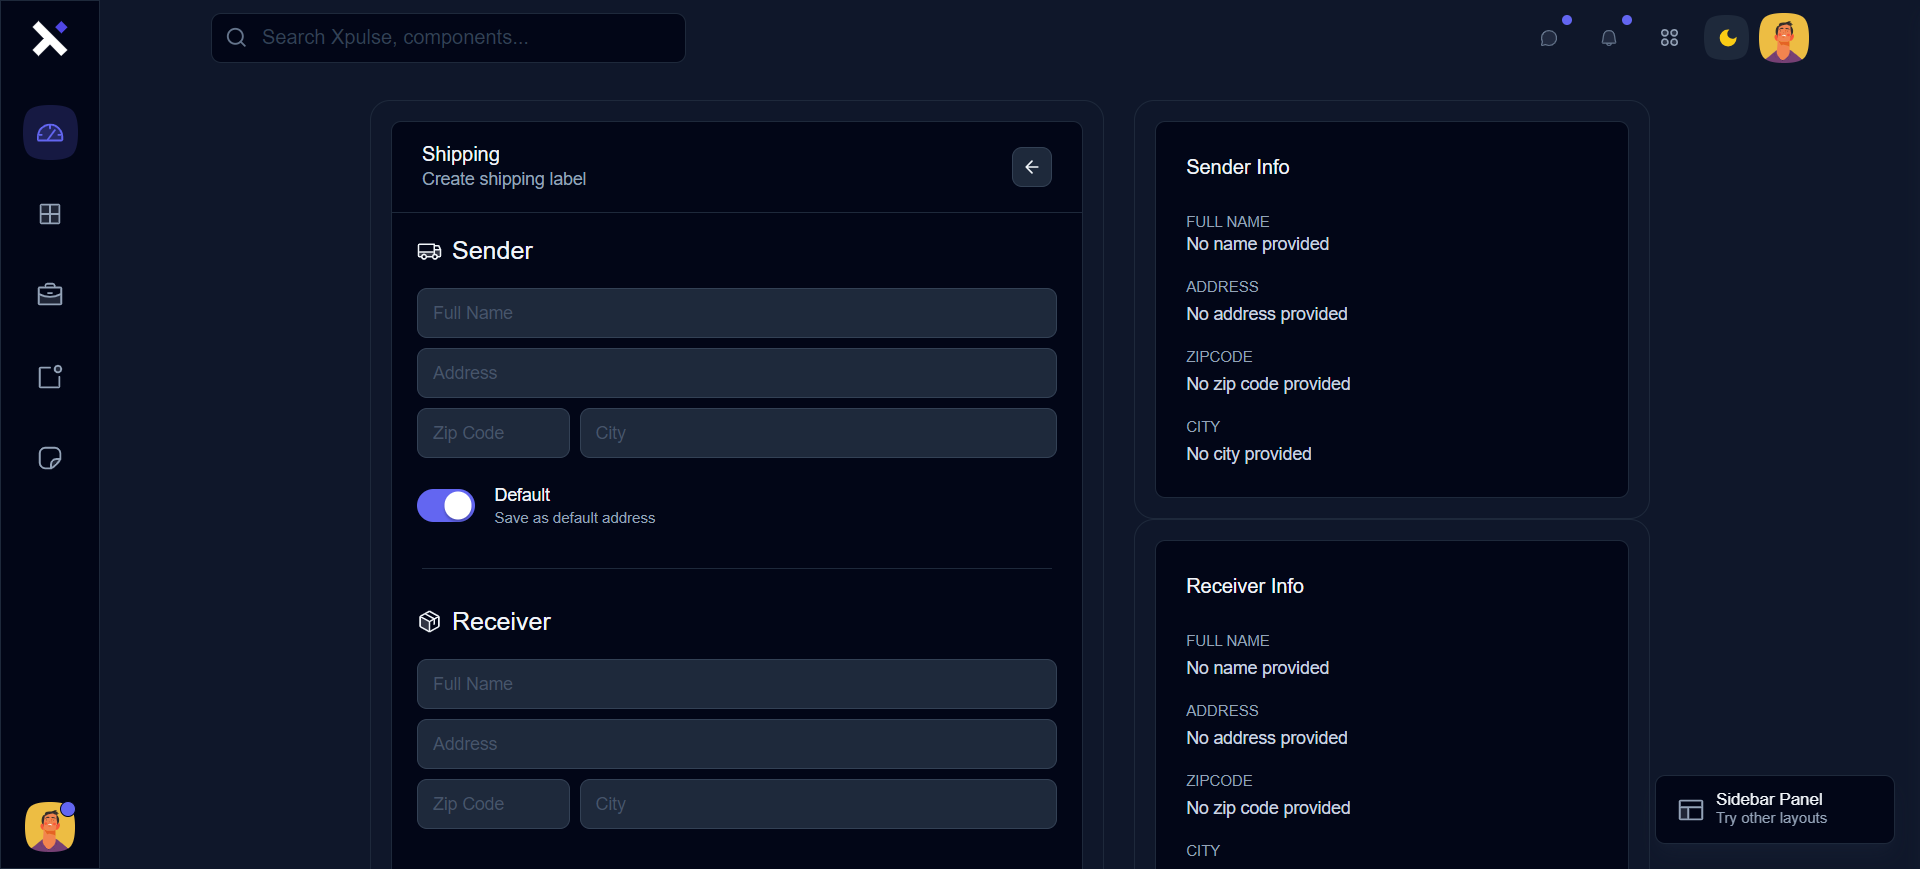 Search Xpulse, components...
Shipping
Create shipping label
Sender
Full Name
Address
Zip Code
City
Default
Save as default address
Receiver
Full Name
Address
Zip Code
City
Sender Info
FULL NAME
No name provided
ADDRESS
No address provided
ZIPCODE
No zip code provided
CITY
No city provided
Receiver Info
FULL NAME
No name provided
ADDRESS
No address provided
ZIPCODE
No zip code provided
CITY
Sidebar Panel
Try other layouts